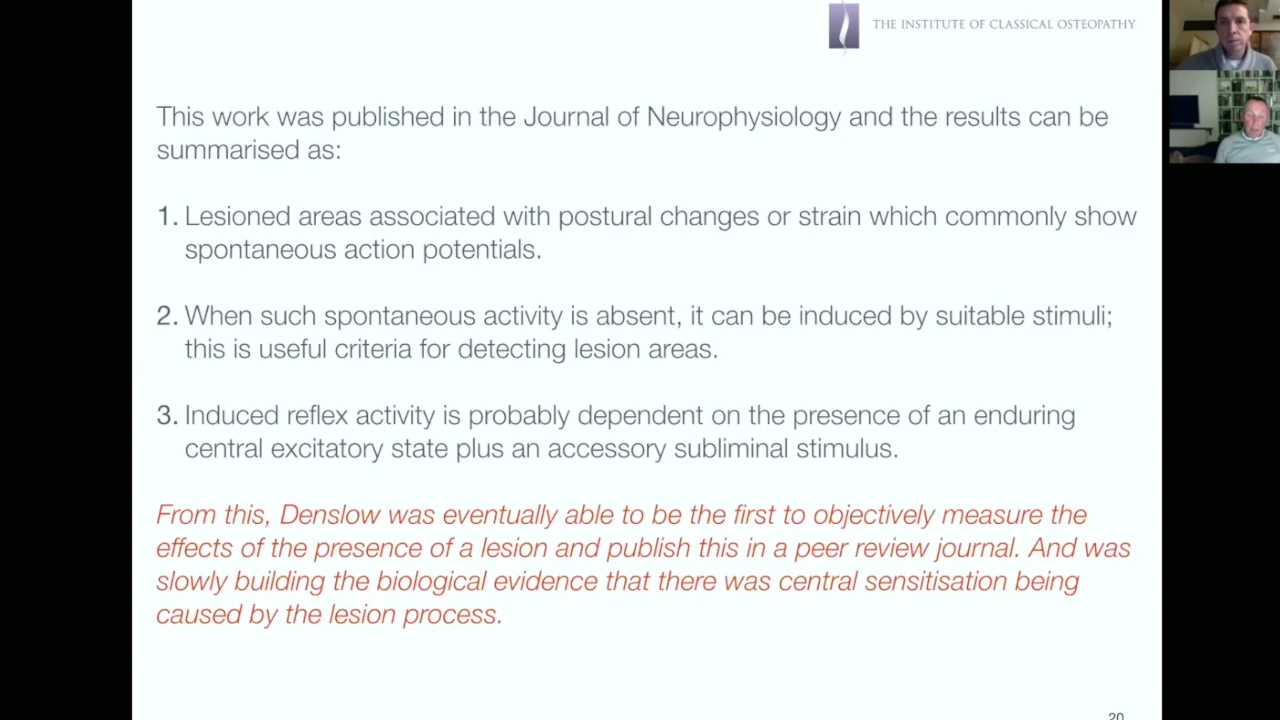 THE INSTITUTE OF CLASSICAL OSTEOPATHY
This work was published in the Journal of Neurophysiology and the results can be
summarised as:
1. Lesioned areas associated with postural changes or strain which commonly show
spontaneous action potentials.
2. When such spontaneous activity is absent, it can be induced by suitable stimuli;
this is useful criteria for detecting lesion areas.
3. Induced reflex activity is probably dependent on the presence of an enduring
central excitatory state plus an accessory subliminal stimulus.
From this, Denslow was eventually able to be the first to objectively measure the
effects of the presence of a lesion and publish this in a peer review journal. And was
slowly building the biological evidence that there was central sensitisation being
caused by the lesion process.
20